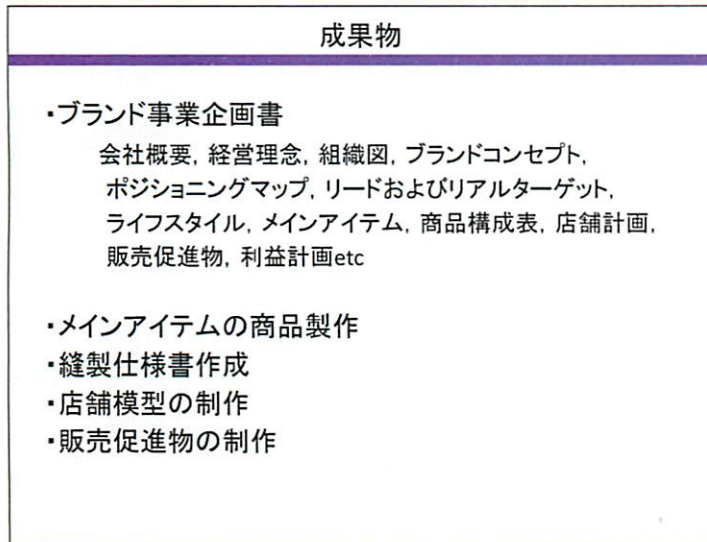 成果物
・ブランド事業企画書
会社概要, 経営理念, 組織図, ブランドコンセプト,
ポジショニングマップ, リードおよびリアルターゲット,
ライフスタイル, メインアイテム, 商品構成表, 店舗計画,
販売促進物, 利益計画etc
・メインアイテムの商品製作
・縫製仕様書作成
・店舗模型の制作
・販売促進物の制作